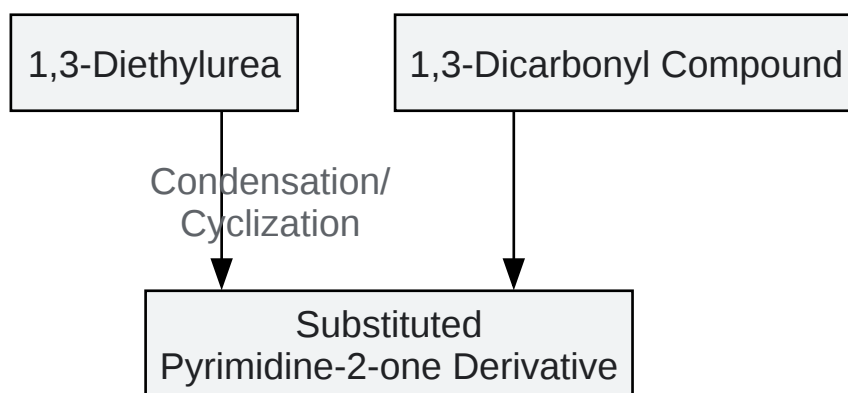 1,3-Diethylurea
1,3-Dicarbonyl Compound
Condensation/
Cyclization
Substituted
Pyrimidine-2-one Derivative